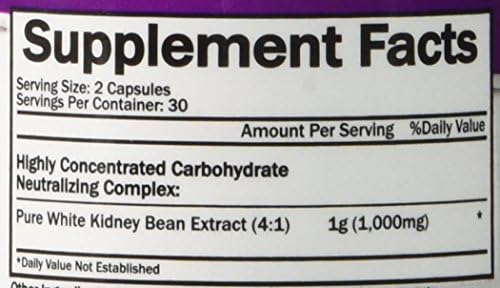 Supplement Facts
Serving Size: 2 Capsules
Servings Per Container: 30
Amount Per Serving %Daily Value
Highly Concentrated Carbohydrate
Neutralizing Complex:
Pure White Kidney Bean Extract (4:1) 1g (1,000mg) *
*Daily Value Not Established